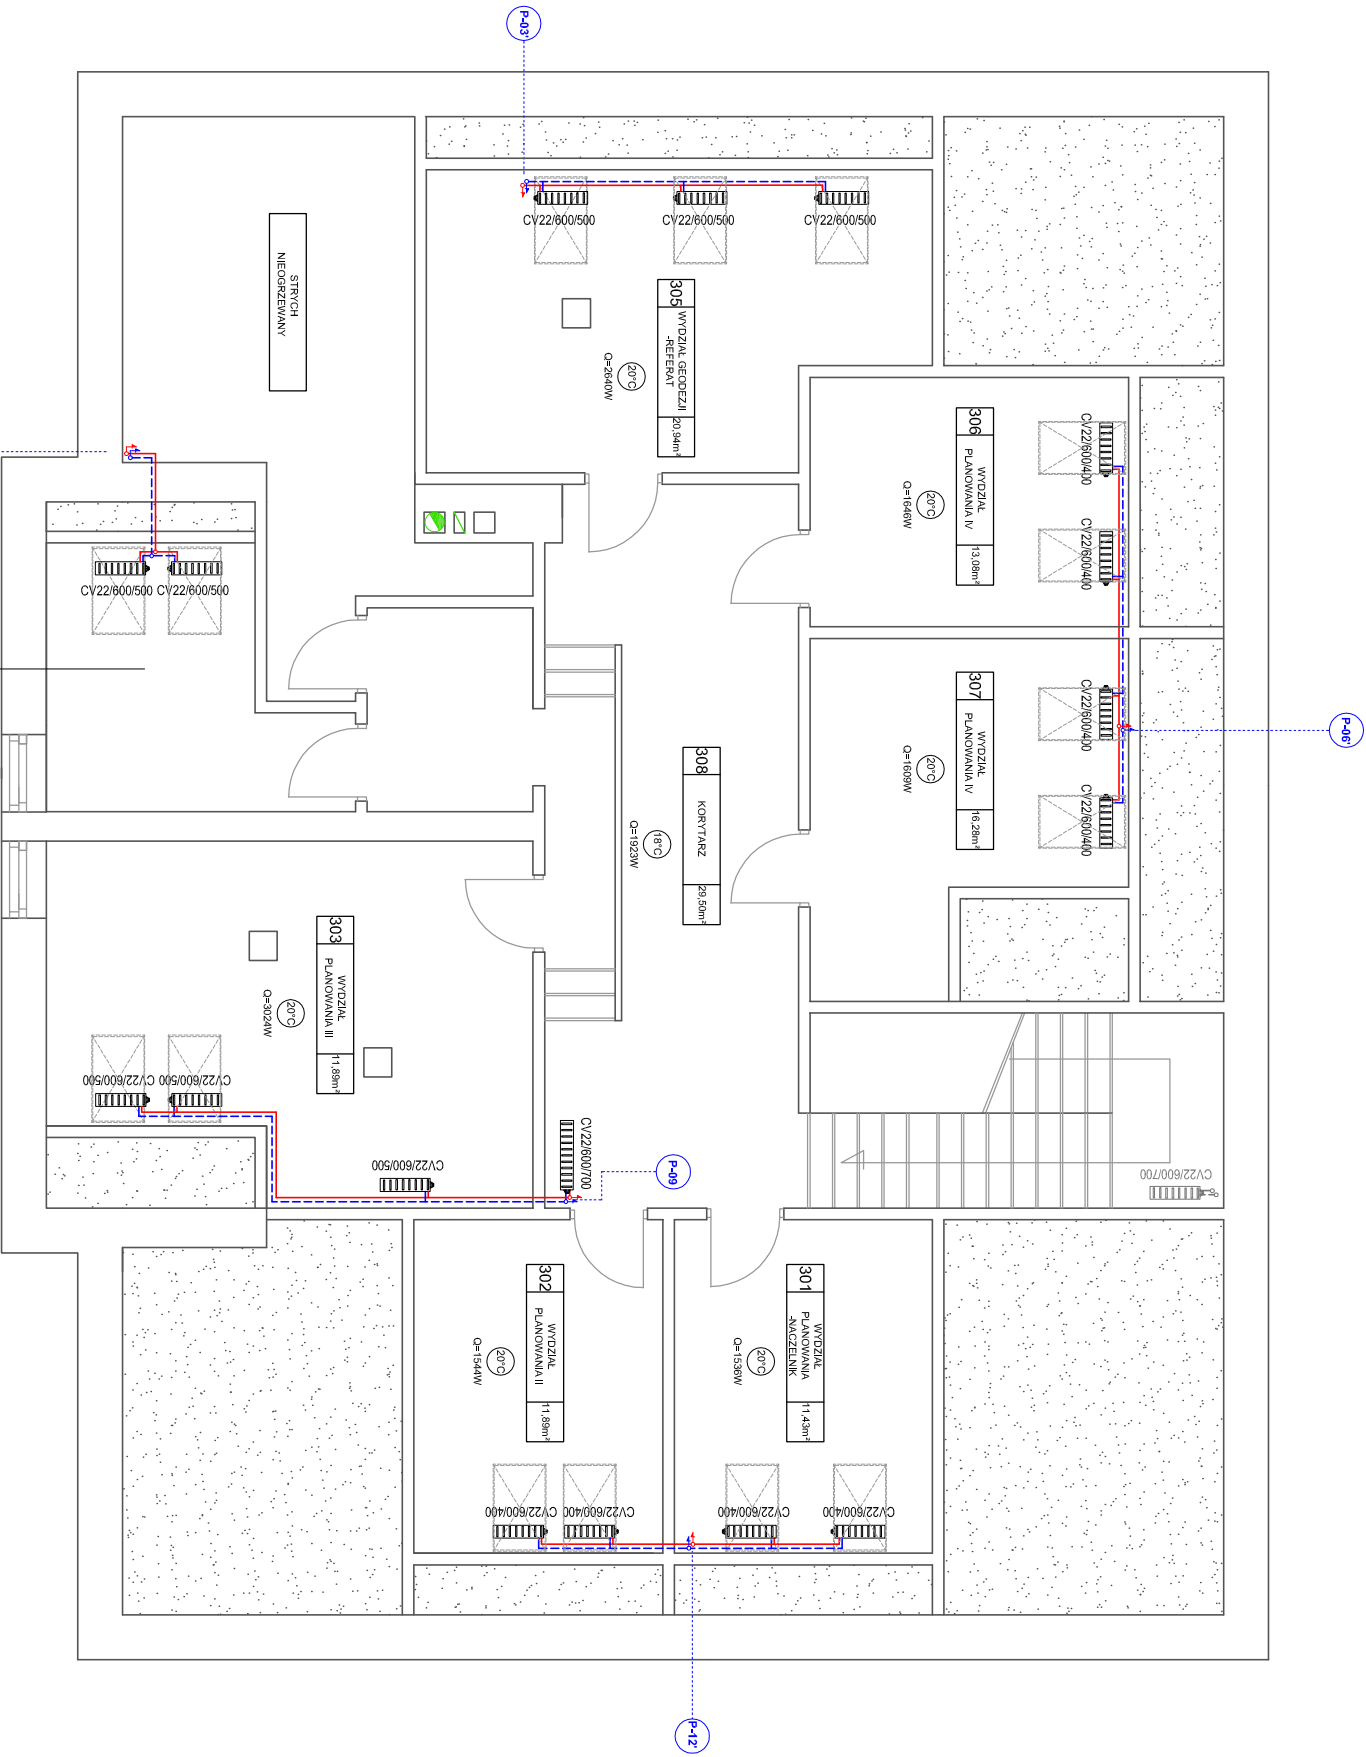 P-03'
STRYCH
NIEOGRZEWANY
CV22/600/500
CV22/600/500
CV22/600/500
305
WYDZIAŁ GEODEZJI
-REFERAT
20,94m²
20°C
Q=2640W
306
WYDZIAŁ
PLANOWANIA IV
13,08m²
20°C
Q=1646W
CV22/600/400
CV22/600/400
307
WYDZIAŁ
PLANOWANIA IV
16,28m²
20°C
Q=1609W
CV22/600/400
CV22/600/400
P-06'
CV22/600/500
CV22/600/500
308
KORYTARZ
29,50m²
18°C
Q=1923W
303
WYDZIAŁ
PLANOWANIA III
11,89m²
20°C
Q=3024W
CV22/600/500
CV22/600/500
CV22/600/500
CV22/600/700
P-09
CV22/600/700
302
WYDZIAŁ
PLANOWANIA II
11,89m²
20°C
Q=1544W
301
WYDZIAŁ
PLANOWANIA
-NACZELNIK
11,43m²
20°C
Q=1536W
CV22/600/400
CV22/600/400
CV22/600/400
CV22/600/400
P-12'